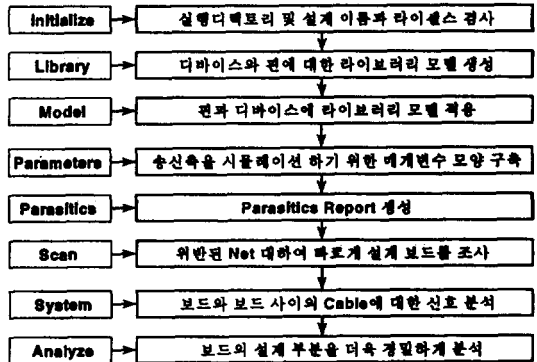 Initialize
실행디렉토리 및 설계 이름과 라이센스 검사
Library
디바이스와 핀에 대한 라이브러리 모델 생성
Model
핀과 디바이스에 라이브러리 모델 적용
Parameters
송신측을 시뮬레이션 하기 위한 매개변수 모양 구축
Parasitics
Parasitics Report 생성
Scan
위반된 Net 대하여 빠르게 설계 보드를 조사
System
보드와 보드 사이의 Cable에 대한 신호 분석
Analyze
보드의 설계 부분을 더욱 정밀하게 분석